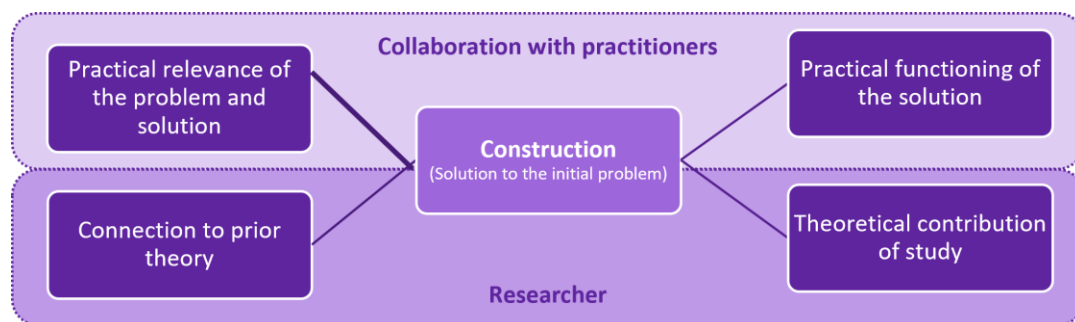 Collaboration with practitioners
Practical relevance of
the problem and
solution
Practical functioning of
the solution
Construction
(Solution to the initial problem)
Connection to prior
theory
Theoretical contribution
of study
Researcher